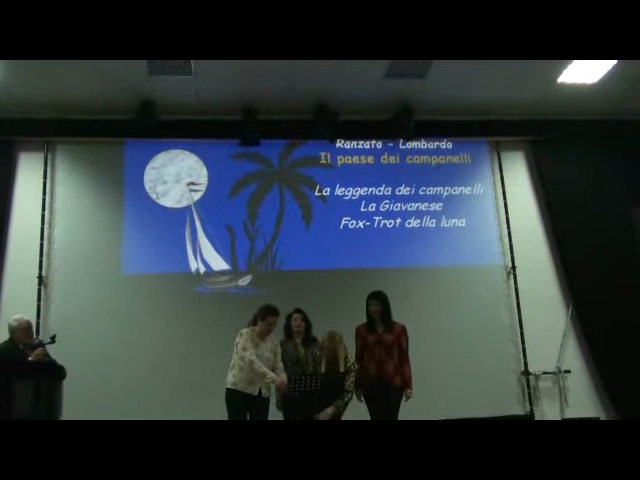 Ranzato - Lombardo
Il paese dei campanelli
La leggenda dei campanelli
La Giavanese
Fox-Trot della luna